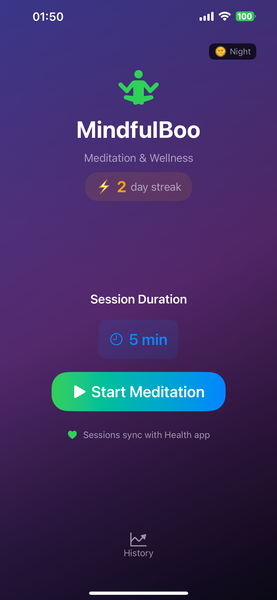 01:50
100
Night
MindfulBoo
Meditation & Wellness
2 day streak
Session Duration
5 min
Start Meditation
Sessions sync with Health app
History